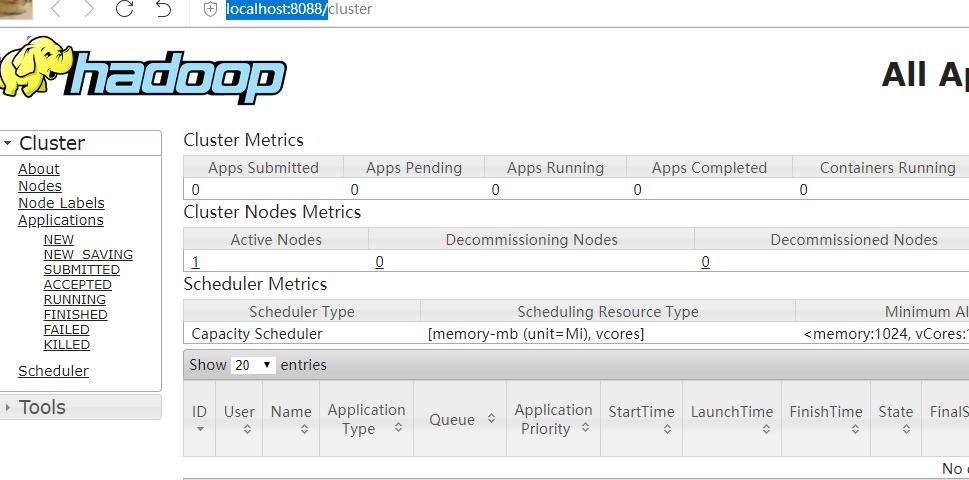 localhost:8088/cluster
hadoop
All Ap
Cluster
About
Nodes
Node Labels
Applications
NEW
NEW_SAVING
SUBMITTED
ACCEPTED
RUNNING
FINISHED
FAILED
KILLED
Scheduler
Tools
Cluster Metrics
Apps Submitted Apps Pending Apps Running Apps Completed Containers Running
0 0 0 0 0
Cluster Nodes Metrics
Active Nodes Decommissioning Nodes Decommissioned Nodes
1 0 0
Scheduler Metrics
Scheduler Type Scheduling Resource Type Minimum Al
Capacity Scheduler [memory-mb (unit=Mi), vcores] <memory:1024, vCores:1
Show 20 entries
ID User Name Application Type Queue Application Priority StartTime LaunchTime FinishTime State FinalS
No